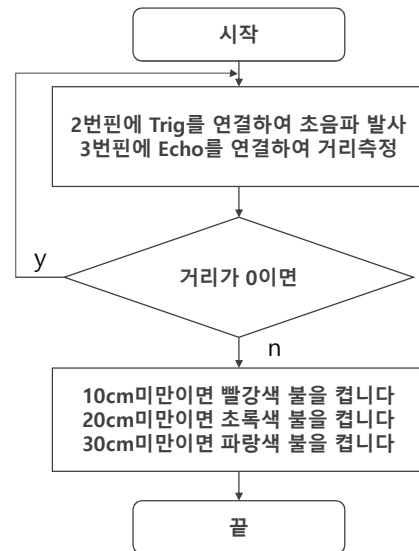 시작
2번핀에 Trig를 연결하여 초음파 발사
3번핀에 Echo를 연결하여 거리측정
y
거리가 0이면
n
10cm미만이면 빨강색 불을 켭니다
20cm미만이면 초록색 불을 켭니다
30cm미만이면 파랑색 불을 켭니다
끝